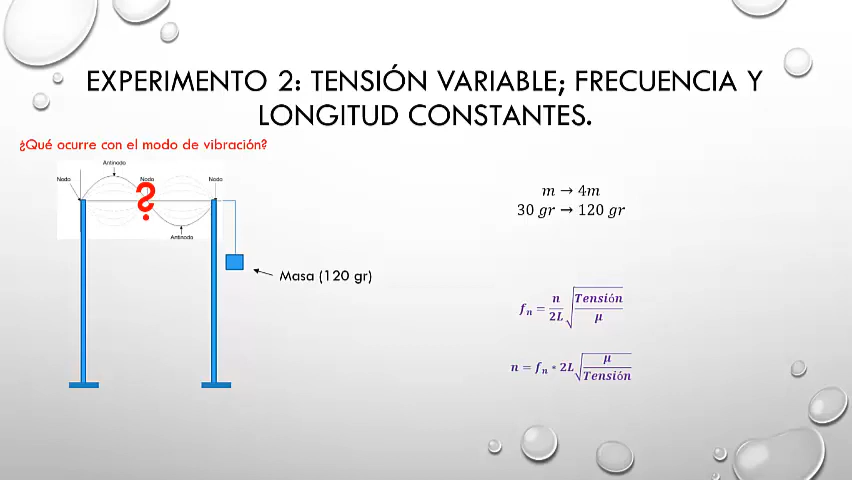 EXPERIMENTO 2: TENSIÓN VARIABLE; FRECUENCIA Y
LONGITUD CONSTANTES.
¿Qué ocurre con el modo de vibración?
Antinodo
Nodo
Nodo
Nodo
?
Antinodo
Masa (120 gr)
m → 4m
30 gr → 120 gr
fₙ = n/2L √(Tensión/μ)
n = fₙ * 2L √(μ/Tensión)